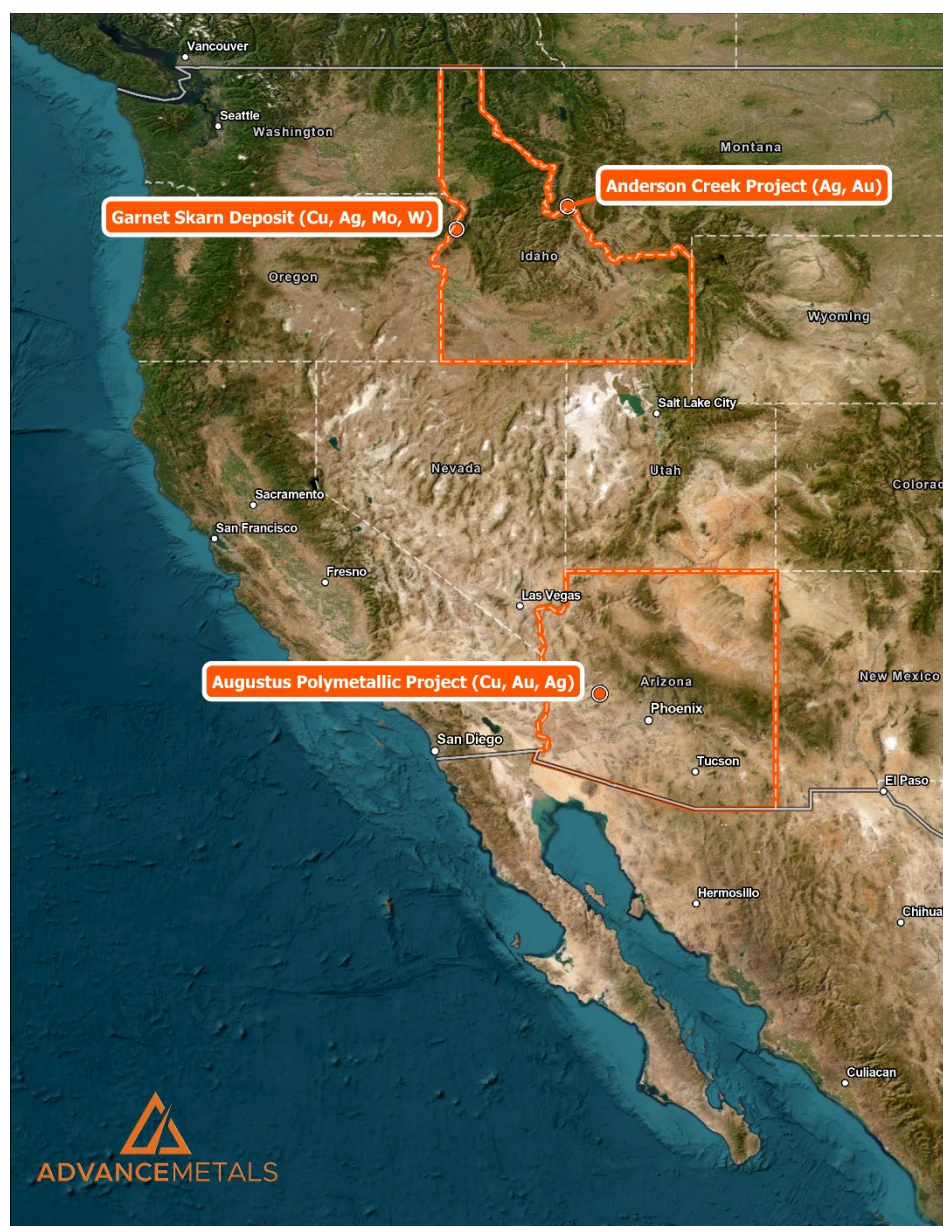 Vancouver
Seattle
Washington
Montana
Anderson Creek Project (Ag, Au)
Garnet Skarn Deposit (Cu, Ag, Mo, W)
Idaho
Oregon
Wyoming
Salt Lake City
Nevada
Utah
Colorad
Sacramento
San Francisco
Fresno
Las Vegas
Augustus Polymetallic Project (Cu, Au, Ag)
Arizona
New Mexico
Phoenix
San Diego
Tucson
El Paso
Hermosillo
Chihua
Culiacan
ADVANCEMETALS